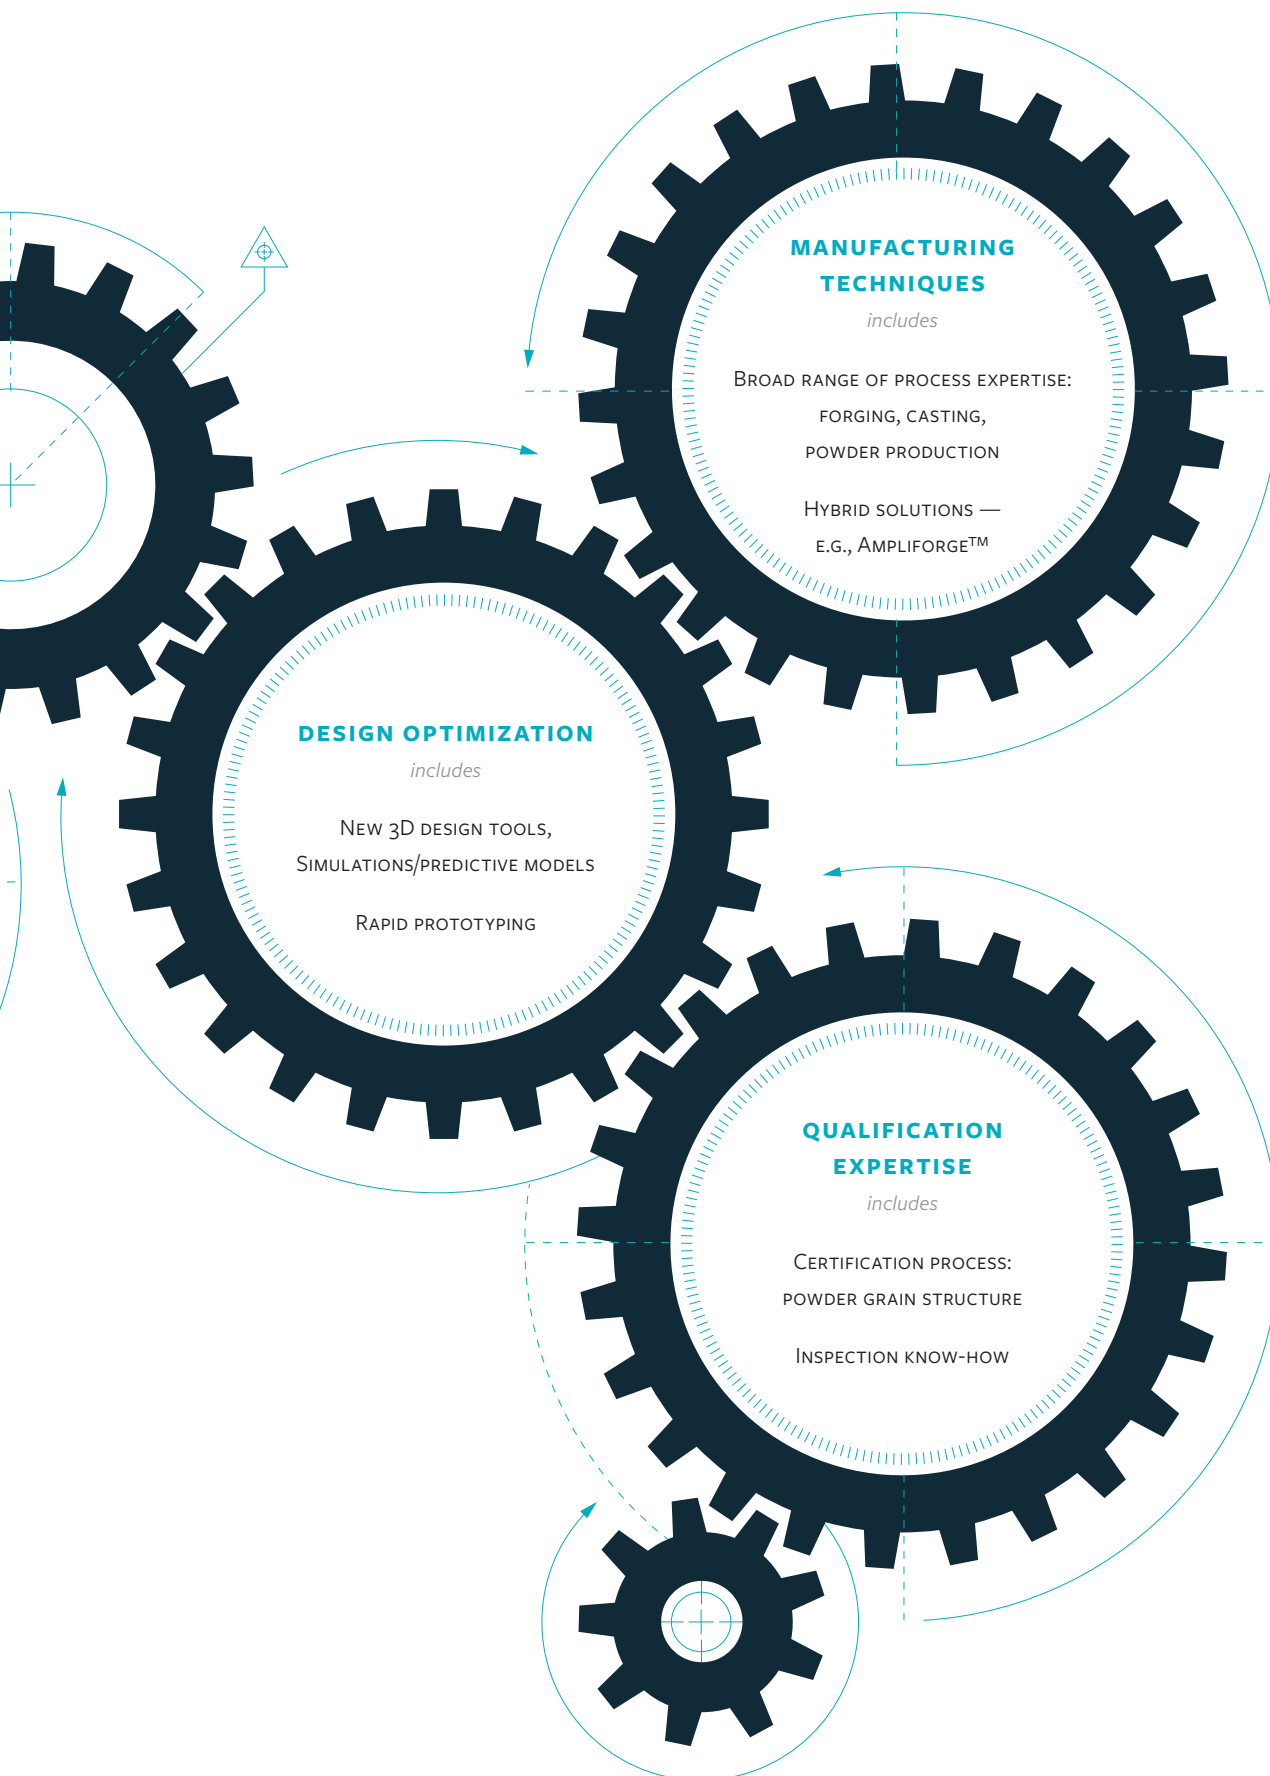 MANUFACTURING
TECHNIQUES
includes
Broad range of process expertise:
forging, casting,
powder production
Hybrid solutions —
e.g., Ampliforge™
DESIGN OPTIMIZATION
includes
New 3D design tools,
Simulations/predictive models
Rapid prototyping
QUALIFICATION
EXPERTISE
includes
Certification process:
powder grain structure
Inspection know-how